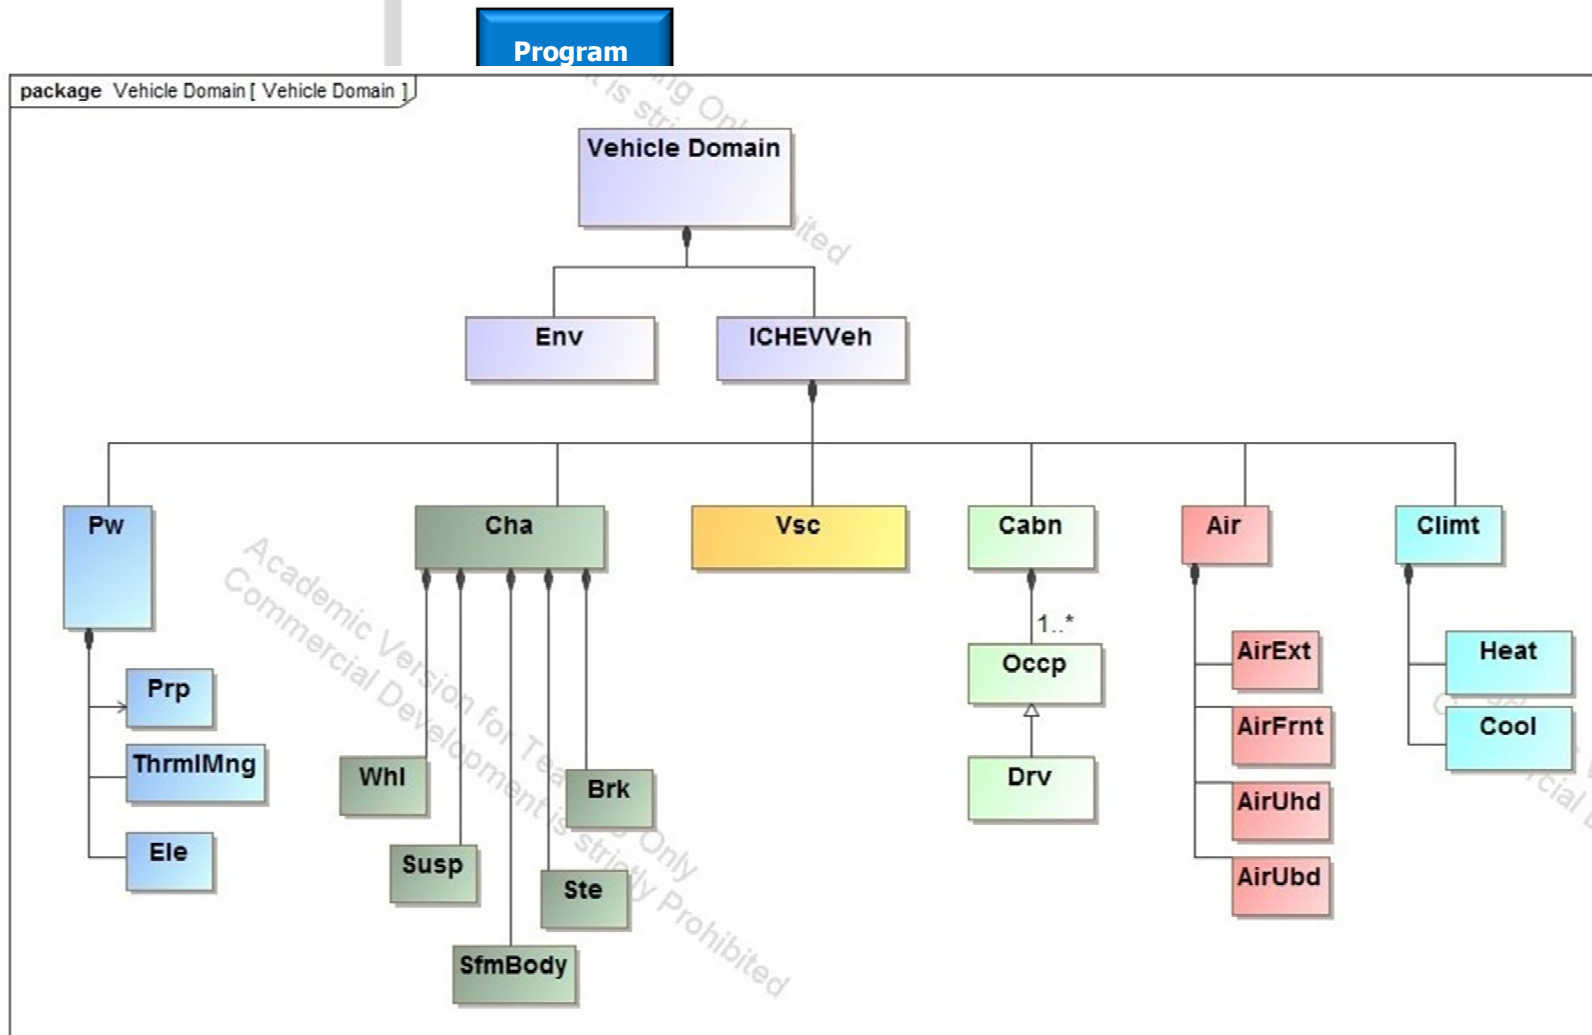 Program
package Vehicle Domain [ Vehicle Domain ]
Vehicle Domain
Env
ICHEVVeh
Pw
Cha
Vsc
Cabn
Air
Climt
1..*
Prp
ThrmlMng
Ele
Whl
Susp
SfmBody
Ste
Brk
Occp
Drv
AirExt
AirFrnt
AirUhd
AirUbd
Heat
Cool
Academic Version for Teaching Only
Commercial Development is strictly Prohibited